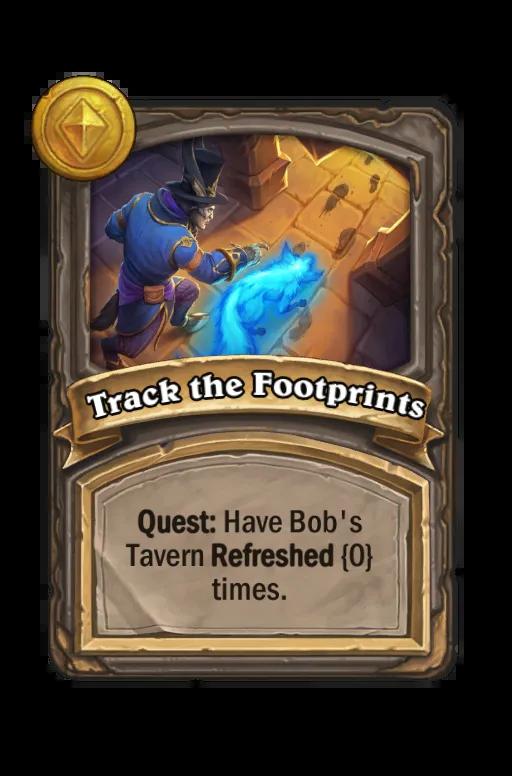 Track the Footprints
Quest: Have Bob's
Tavern Refreshed {0}
times.